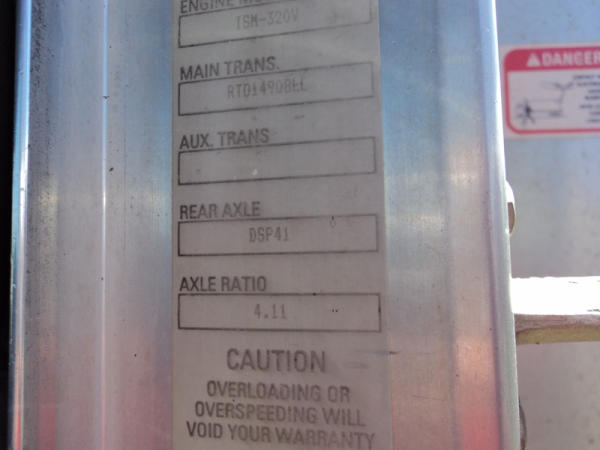 ENGINE
ISM-320V
MAIN TRANS.
RTO14908LL
AUX. TRANS
REAR AXLE
DSP41
AXLE RATIO
4.11
CAUTION
OVERLOADING OR
OVERSPEEDING WILL
VOID YOUR WARRANTY
DANGER